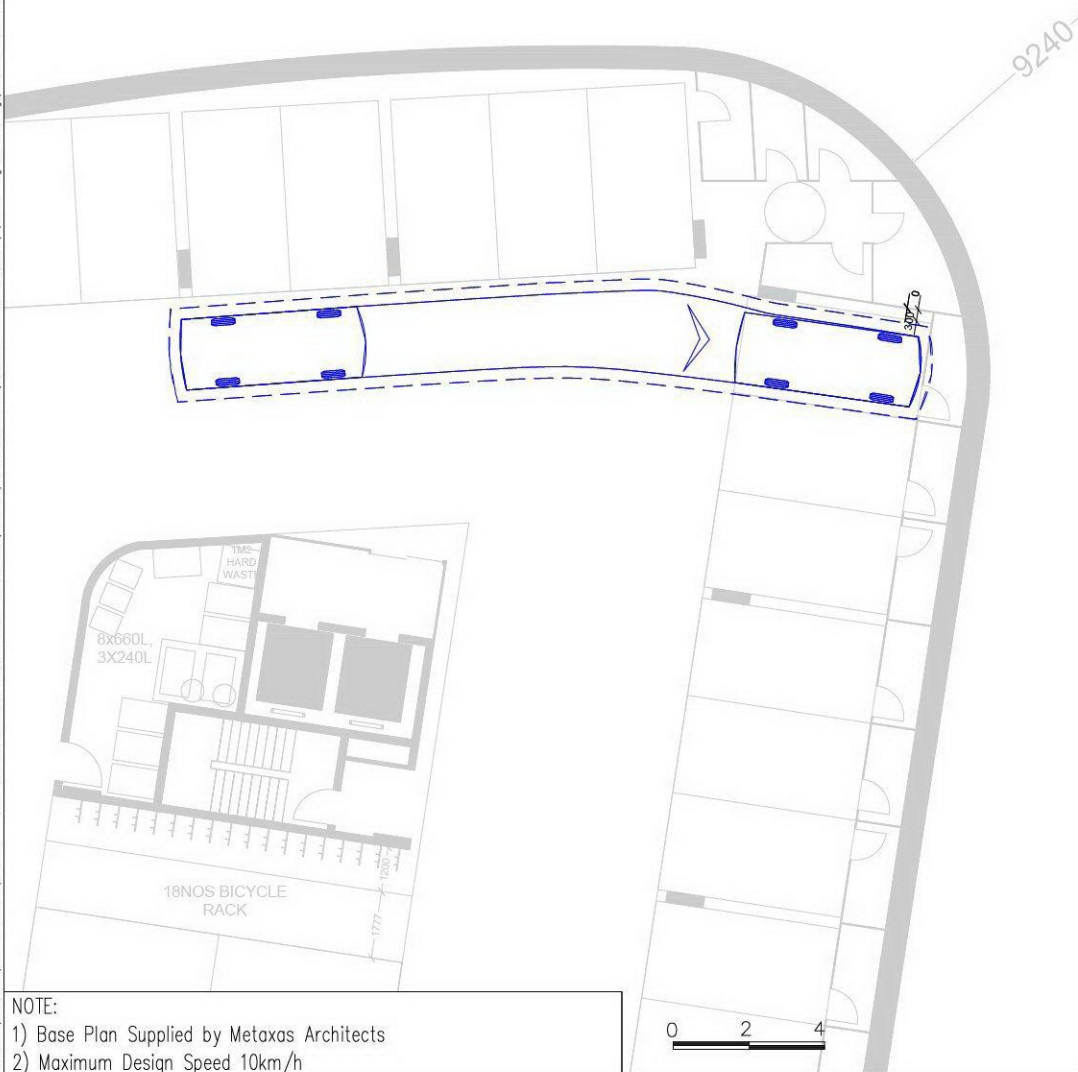 9240
300
1M2
HARD
WASTE
8x660L,
3X240L
1200
18NOS BICYCLE
RACK
1777
NOTE:
1) Base Plan Supplied by Metaxas Architects
2) Maximum Design Speed 10km/h
0 2 4